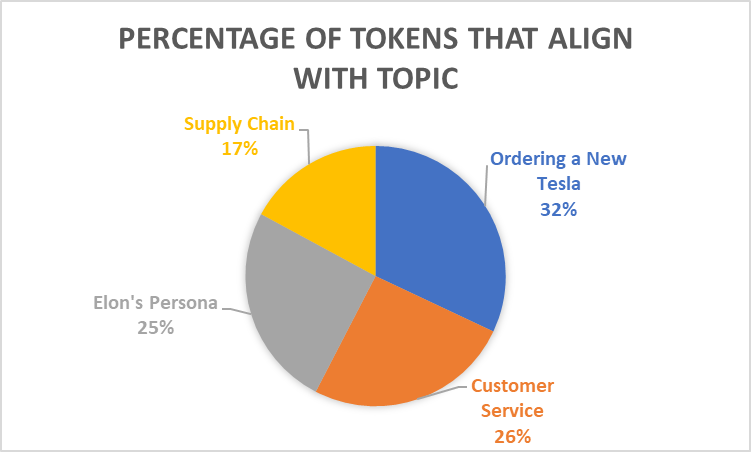 PERCENTAGE OF TOKENS THAT ALIGN
WITH TOPIC
Supply Chain
17%
Ordering a New
Tesla
32%
Elon's Persona
25%
Customer
Service
26%